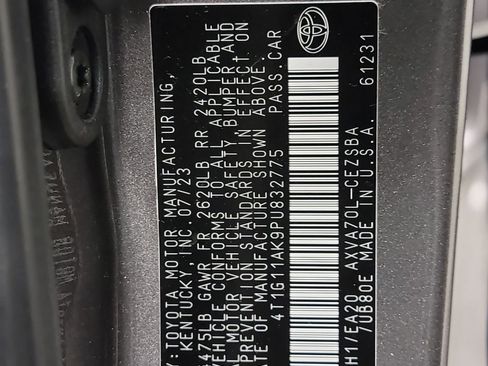 Y:TOYOTA MOTOR MANUFACTURING,
KENTUCKY, INC. 07/23
4475LB GAWR FR 2620LB RR 2420LB
VEHICLE CONFORMS TO ALL APPLICABLE
AL MOTOR VEHICLE SAFETY, BUMPER AND
PREVENTION STANDARDS IN EFFECT ON
DATE OF MANUFACTURE SHOWN ABOVE.
4T1G11AK9PU832775 PASS.CAR
H1/EA20 AXVA70L-CEZSBA
7UB80E MADE IN U.S.A. 61231